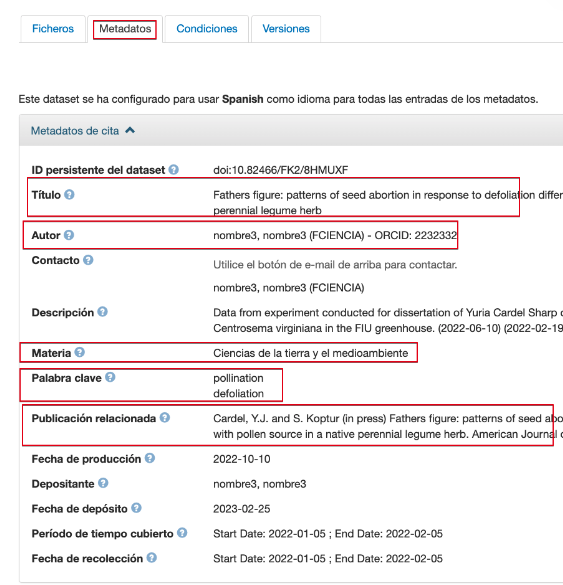 Ficheros Metadatos Condiciones Versiones
Este dataset se ha configurado para usar Spanish como idioma para todas las entradas de los metadatos.
Metadatos de cita
ID persistente del dataset doi:10.82466/FK2/8HMUXF
Título Fathers figure: patterns of seed abortion in response to defoliation differ
perennial legume herb
Autor nombre3, nombre3 (FCIENCIA) - ORCID: 2232332
Contacto Utilice el botón de e-mail de arriba para contactar.
nombre3, nombre3 (FCIENCIA)
Descripción Data from experiment conducted for dissertation of Yuria Cardel Sharp
Centrosema virginiana in the FIU greenhouse. (2022-06-10) (2022-02-19
Materia Ciencias de la tierra y el medioambiente
Palabra clave pollination
defoliation
Publicación relacionada Cardel, Y.J. and S. Koptur (in press) Fathers figure: patterns of seed abo
with pollen source in a native perennial legume herb. American Journal
Fecha de producción 2022-10-10
Depositante nombre3, nombre3
Fecha de depósito 2023-02-25
Período de tiempo cubierto Start Date: 2022-01-05 ; End Date: 2022-02-05
Fecha de recolección Start Date: 2022-01-05 ; End Date: 2022-02-05